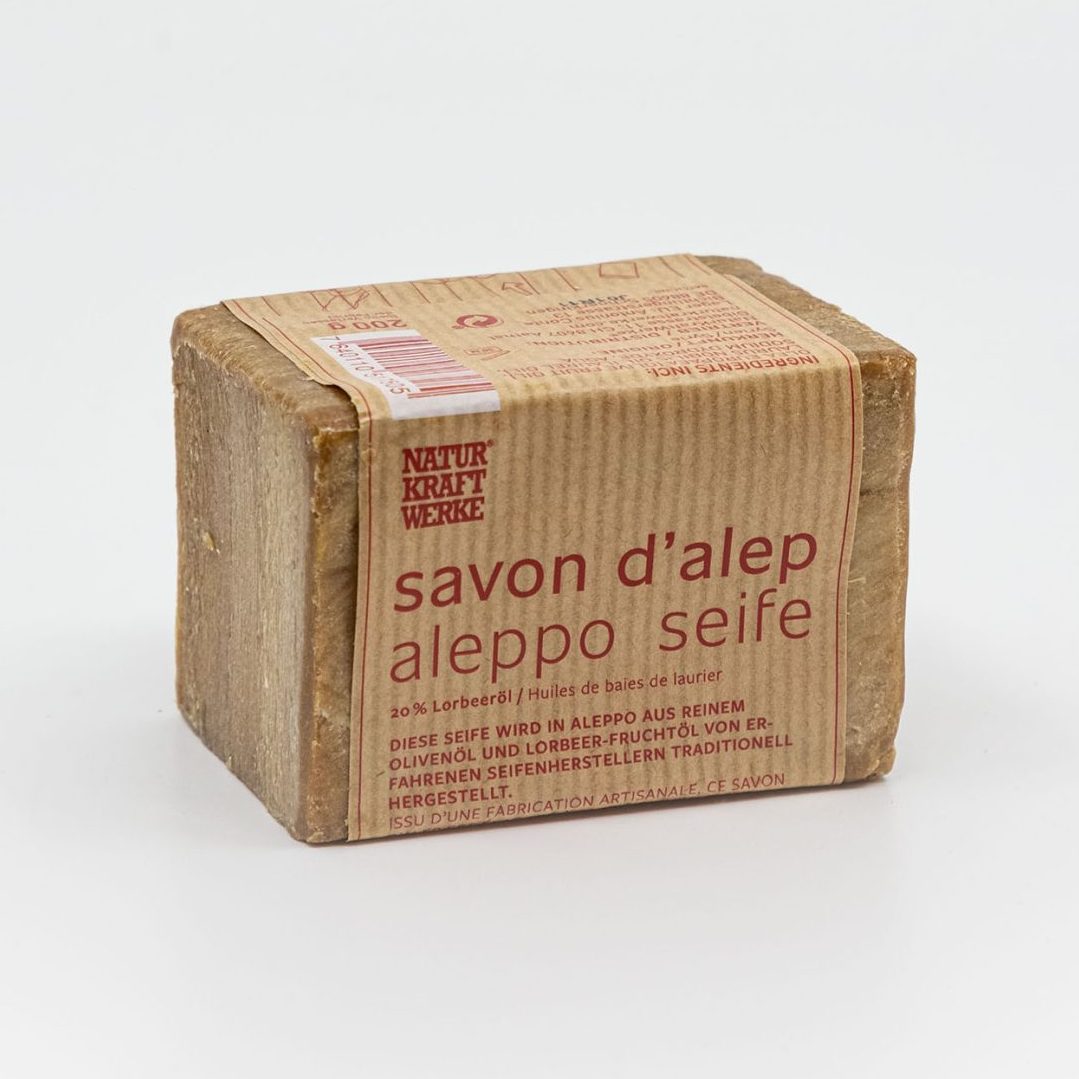 NATUR®
KRAFT
WERKE
savon d’alep
aleppo seife
20% Lorbeeröl / Huiles de baies de laurier
DIESE SEIFE WIRD IN ALEPPO AUS REINEM
OLIVENÖL UND LORBEER-FRUCHTÖL VON ER-
FAHRENEN SEIFENHERSTELLERN TRADITIONELL
HERGESTELLT.
ISSU D’UNE FABRICATION ARTISANALE, CE SAVON
200 g
INGREDIENTS INCI: